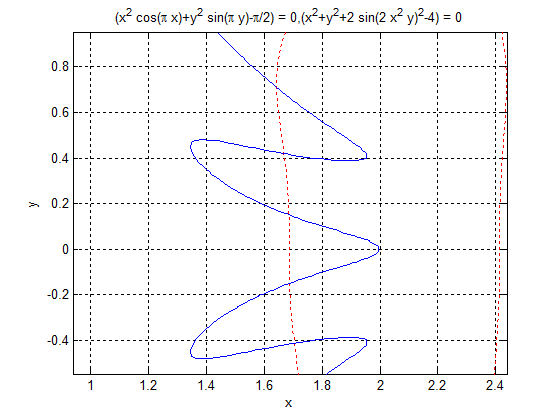 (x² cos(π x)+y² sin(π y)-π/2) = 0,(x²+y²+2 sin(2 x² y)²-4) = 0
0.8
0.6
0.4
0.2
0
-0.2
-0.4
y
1 1.2 1.4 1.6 1.8 2 2.2 2.4
x